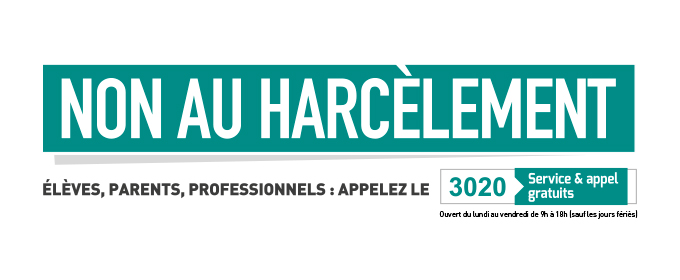 NON AU HARCÈLEMENT
ÉLÈVES, PARENTS, PROFESSIONNELS : APPELEZ LE 3020 Service & appel
gratuits
Ouvert du lundi au vendredi de 9h à 18h (sauf les jours fériés)